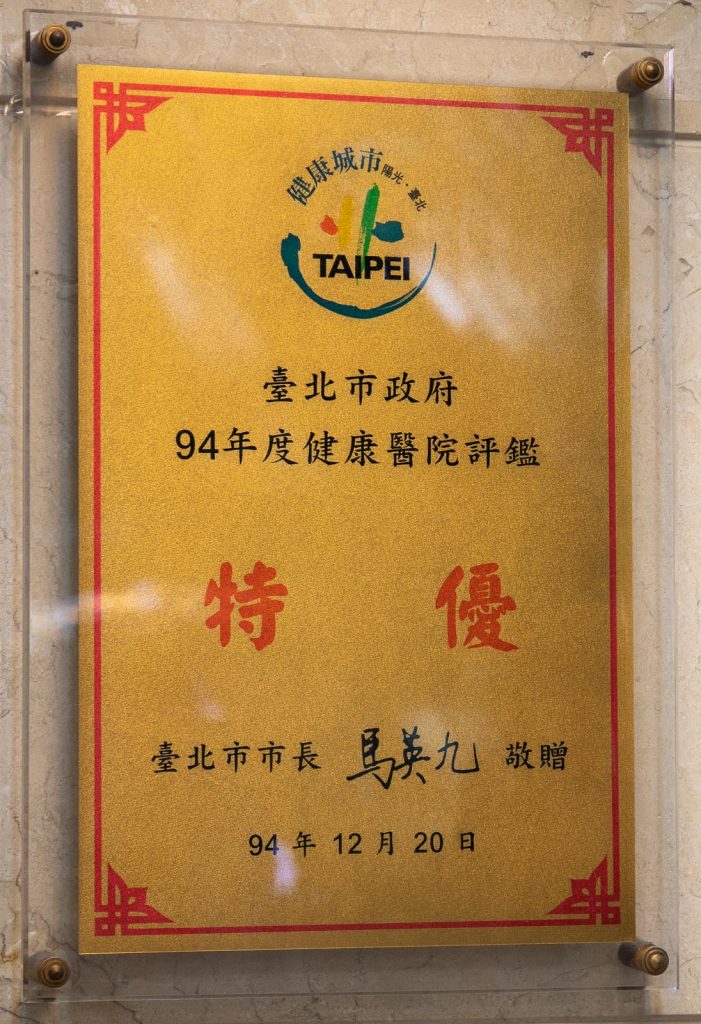 健康城市 陽光·臺北
TAIPEI
臺北市政府
94年度健康醫院評鑑
特優
臺北市市長 馬英九 敬贈
94 年 12 月 20 日